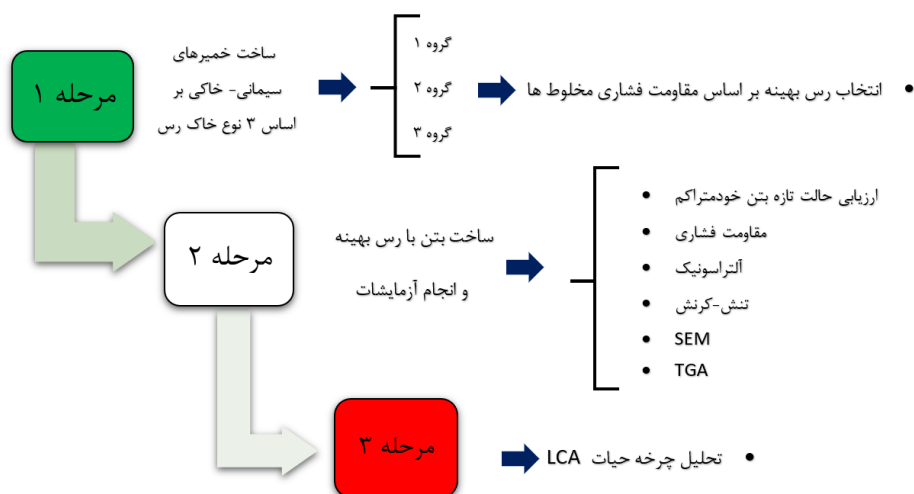 مرحله ۱
ساخت خمیرهای
سیمانی- خاکی بر
اساس ۳ نوع خاک رس
گروه ۱
گروه ۲
گروه ۳
• انتخاب رس بهینه بر اساس مقاومت فشاری مخلوط ها
مرحله ۲
ساخت بتن با رس بهینه
و انجام آزمایشات
• ارزیابی حالت تازه بتن خودمتراکم
• مقاومت فشاری
• آلتراسونیک
• تنش-کرنش
• SEM
• TGA
مرحله ۳
• تحلیل چرخه حیات LCA